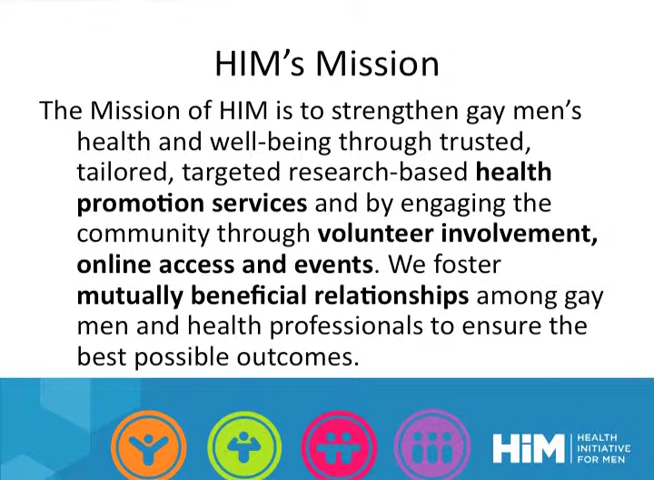 HIM's Mission
The Mission of HIM is to strengthen gay men's
health and well-being through trusted,
tailored, targeted research-based health
promotion services and by engaging the
community through volunteer involvement,
online access and events. We foster
mutually beneficial relationships among gay
men and health professionals to ensure the
best possible outcomes.
HiM
HEALTH
INITIATIVE
FOR MEN